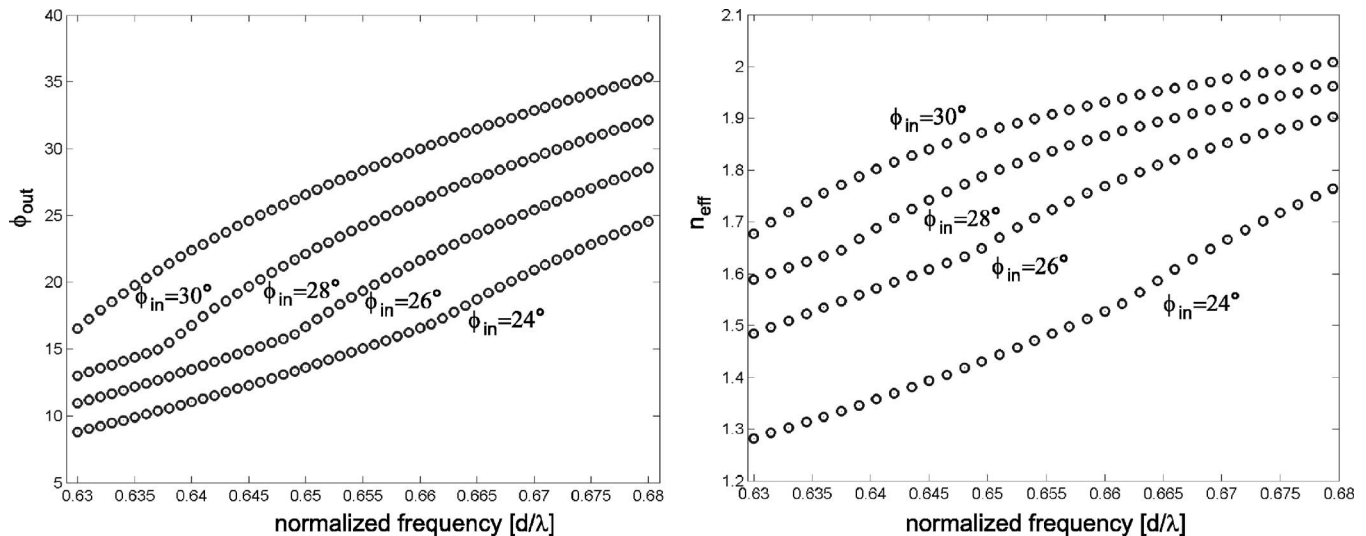 40
35
30
25
20
15
10
5
ϕout
ϕin=30°
ϕin=28°
ϕin=26°
ϕin=24°
0.63 0.635 0.64 0.645 0.65 0.655 0.66 0.665 0.67 0.675 0.68
normalized frequency [d/λ]
2.1
2
1.9
1.8
1.7
1.6
1.5
1.4
1.3
1.2
neff
ϕin=30°
ϕin=28°
ϕin=26°
ϕin=24°
0.63 0.635 0.64 0.645 0.65 0.655 0.66 0.665 0.67 0.675 0.68
normalized frequency [d/λ]